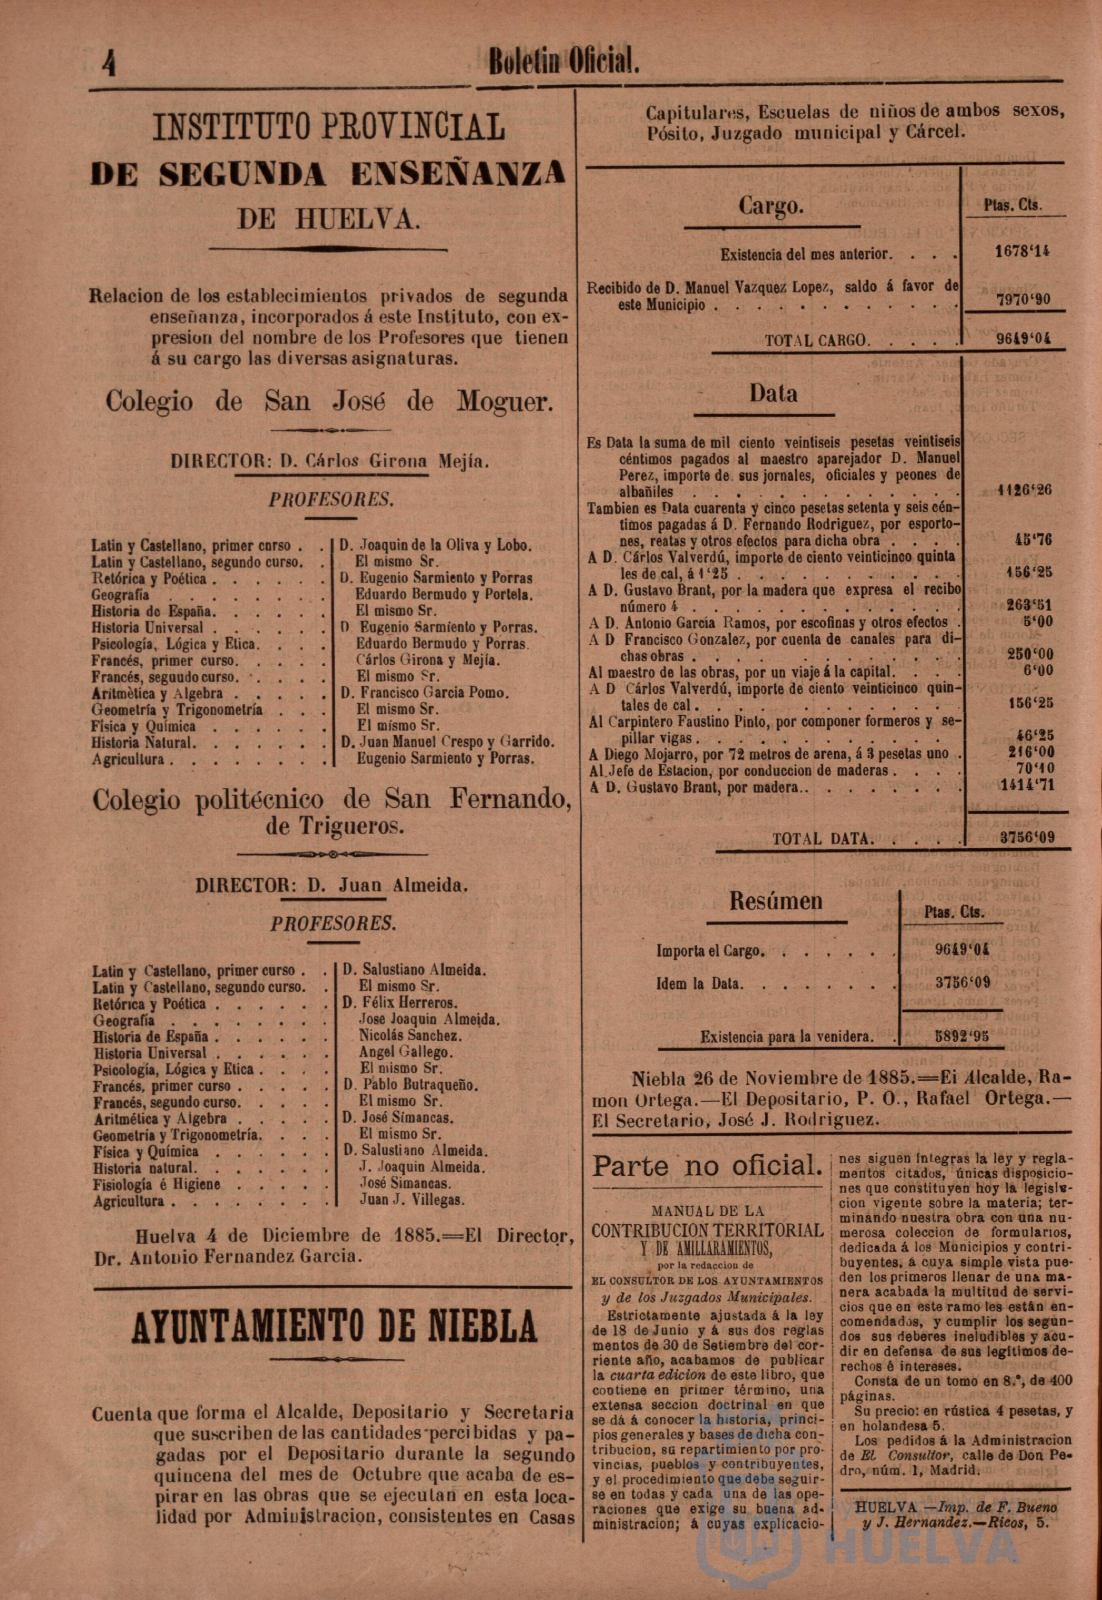 4
Boletin Oficial.
INSTITUTO PROVINCIAL
DE SEGUNDA ENSEÑANZA
DE HUELVA.
Relacion de los establecimientos privados de segunda
enseñanza, incorporados á este Instituto, con ex-
presion del nombre de los Profesores que tienen
á su cargo las diversas asignaturas.
Colegio de San José de Moguer.
DIRECTOR: D. Cárlos Girona Mejía.
PROFESORES.
Latin y Castellano, primer curso . . D. Joaquin de la Oliva y Lobo.
Latin y Castellano, segundo curso. . El mismo Sr.
Retórica y Poética . . . . . . D. Eugenio Sarmiento y Porras
Geografia . . . . . . . . Eduardo Bermudo y Portela.
Historia de España. . . . . . El mismo Sr.
Historia Universal . . . . . . D Eugenio Sarmiento y Porras.
Psicología, Lógica y Etica. . . . Eduardo Bermudo y Porras.
Francés, primer curso. . . . . Cárlos Girona y Mejía.
Francés, segundo curso. . . . . El mismo Sr.
Aritmètica y Algebra . . . . . D. Francisco Garcia Pomo.
Geometría y Trigonometría . . . El mismo Sr.
Física y Química . . . . . . El mismo Sr.
Historia Natural. . . . . . . D. Juan Manuel Crespo y Garrido.
Agricultura . . . . . . . . Eugenio Sarmiento y Porras.
Colegio politécnico de San Fernando,
de Trigueros.
DIRECTOR: D. Juan Almeida.
PROFESORES.
Latin y Castellano, primer curso . . D. Salustiano Almeida.
Latin y Castellano, segundo curso. . El mismo Sr.
Retórica y Poética . . . . . . D. Félix Herreros.
Geografía . . . . . . . . Jose Joaquin Almeida.
Historia de España . . . . . . Nicolás Sanchez.
Historia Universal . . . . . . Angel Gallego.
Psicologia, Lógica y Etica . . . . El mismo Sr.
Francés, primer curso . . . . . D. Pablo Butraqueño.
Francés, segundo curso. . . . . El mismo Sr.
Aritmética y Algebra . . . . . D. José Simancas.
Geometría y Trigonometría. . . . El mismo Sr.
Física y Química . . . . . . D. Salustiano Almeida.
Historia natural. . . . . . . J. Joaquin Almeida.
Fisiología é Higiene . . . . . José Simancas.
Agricultura . . . . . . . . Juan J. Villegas.
Huelva 4 de Diciembre de 1885.=El Director,
Dr. Antonio Fernandez Garcia.
AYUNTAMIENTO DE NIEBLA
Cuenta que forma el Alcalde, Depositario y Secretaria
que suscriben de las cantidades percibidas y pa-
gadas por el Depositario durante la segundo
quincena del mes de Octubre que acaba de es-
pirar en las obras que se ejecutan en esta loca-
lidad por Administracion, consistentes en Casas
Capitulares, Escuelas de niños de ambos sexos,
Pósito, Juzgado municipal y Cárcel.
Cargo. Ptas. Cts.
Existencia del mes anterior. . . . 1678'14
Recibido de D. Manuel Vazquez Lopez, saldo á favor de
este Municipio . . . . . . . . . . . 7970'90
TOTAL CARGO. . . . . 9649'04
Data
Es Data la suma de mil ciento veintiseis pesetas veintiseis
céntimos pagados al maestro aparejador D. Manuel
Perez, importe de sus jornales, oficiales y peones de
albañiles . . . . . . . . . . . . 1126'26
Tambien es Data cuarenta y cinco pesetas setenta y seis cén-
timos pagadas á D. Fernando Rodriguez, por esporto-
nes, reatas y otros efectos para dicha obra . . . . 45'76
A D. Cárlos Valverdú, importe de ciento veinticinco quinta
les de cal, á 1'25 . . . . . . . . . . 156'25
A D. Gustavo Brant, por la madera que expresa el recibo
número 4 . . . . . . . . . . . . 263'51
A D. Antonio Garcia Ramos, por escofinas y otros efectos . 5'00
A D Francisco Gonzalez, por cuenta de canales para di-
chas obras . . . . . . . . . . . . 250'00
Al maestro de las obras, por un viaje á la capital. . . . 6'00
A D Cárlos Valverdú, importe de ciento veinticinco quin-
tales de cal . . . . . . . . . . . . 156'25
Al Carpintero Faustino Pinto, por componer formeros y se-
pillar vigas . . . . . . . . . . . . 46'25
A Diego Mojarro, por 72 metros de arena, á 3 pesetas uno . 216'00
Al Jefe de Estacion, por conduccion de maderas . . . . 70'10
A D. Gustavo Brant, por madera.. . . . . . . . 1414'71
TOTAL DATA. . . . . 3756'09
Resúmen Ptas. Cts.
Importa el Cargo. . . . . . . 9649'04
Idem la Data. . . . . . . . 3756'09
Existencia para la venidera. . 5892'95
Niebla 26 de Noviembre de 1885.=Ei Alcalde, Ra-
mon Ortega.—El Depositario, P. O., Rafael Ortega.—
El Secretario, José J. Rodriguez.
Parte no oficial.
MANUAL DE LA
CONTRIBUCION TERRITORIAL
Y DE AMILLARAMIENTOS,
por la redaccion de
EL CONSULTOR DE LOS AYUNTAMIENTOS
y de los Juzgados Municipales.
Estrictamente ajustada á la ley
de 18 de Junio y á sus dos reglas
mentos de 30 de Setiembre del cor-
riente año, acabamos de publicar
la cuarta edicion de este libro, que
contiene en primer término, una
extensa seccion doctrinal en que
se dá á conocer la historia, princi-
pios generales y bases de dicha con-
tribucion, su repartimiento por pro-
vincias, pueblos y contribuyentes,
y el procedimiento que debe seguir-
se en todas y cada una de las ope-
raciones que exige su buena ad-
ministracion; á cuyas explicacio-
nes siguen íntegras la ley y regla-
mentos citados, únicas disposicio-
nes que constituyen hoy la legisla-
cion vigente sobre la materia; ter-
minando nuestra obra con una nu-
merosa coleccion de formularios,
dedicada á los Municipios y contri-
buyentes, á cuya simple vista pue-
den los primeros llenar de una ma-
nera acabada la multitud de servi-
cios que en este ramo les están en-
comendados, y cumplir los segun-
dos sus deberes ineludibles y acu-
dir en defensa de sus legítimos de-
rechos é intereses.
Consta de un tomo en 8.º, de 400
páginas.
Su precio: en rústica 4 pesetas, y
en holandesa 5.
Los pedidos á la Administracion
de El Consultor, calle de Don Pe-
dro, núm. 1, Madrid.
HUELVA —Imp. de F. Bueno
y J. Hernandez.—Ricos, 5.
HUELVA